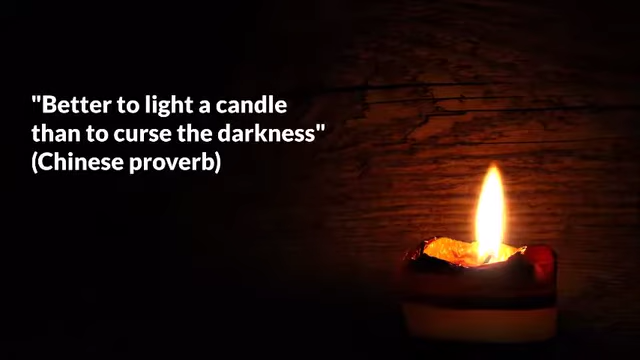 "Better to light a candle
than to curse the darkness"
(Chinese proverb)